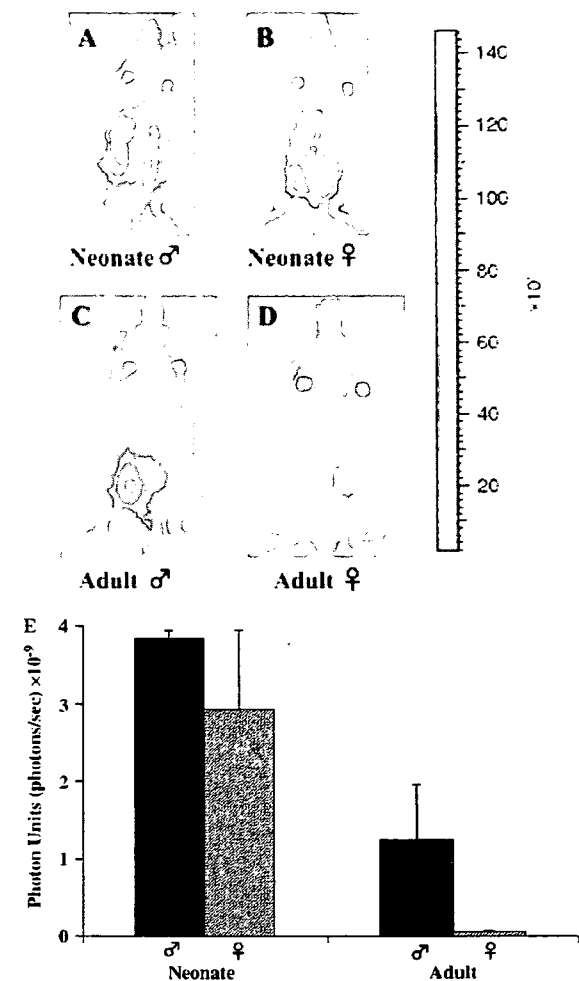 A
B
Neonate ♂
Neonate ♀
C
D
Adult ♂
Adult ♀
140
120
100
80
60
40
20
E
Photon Units (photons/sec) ×10⁻⁹
4
3
2
1
0
♂ ♀ ♂ ♀
Neonate Adult